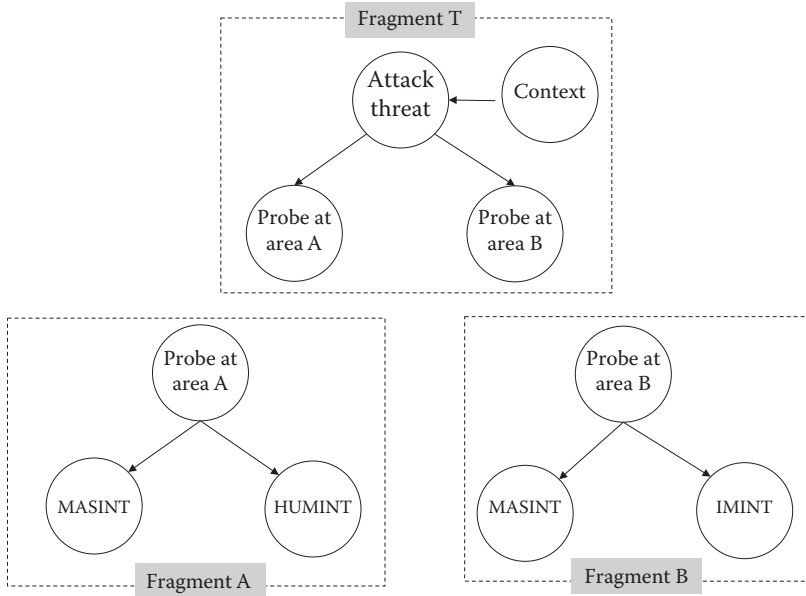 Fragment T
Attack
threat
Context
Probe at
area A
Probe at
area B
Probe at
area A
MASINT
HUMINT
Fragment A
Probe at
area B
MASINT
IMINT
Fragment B